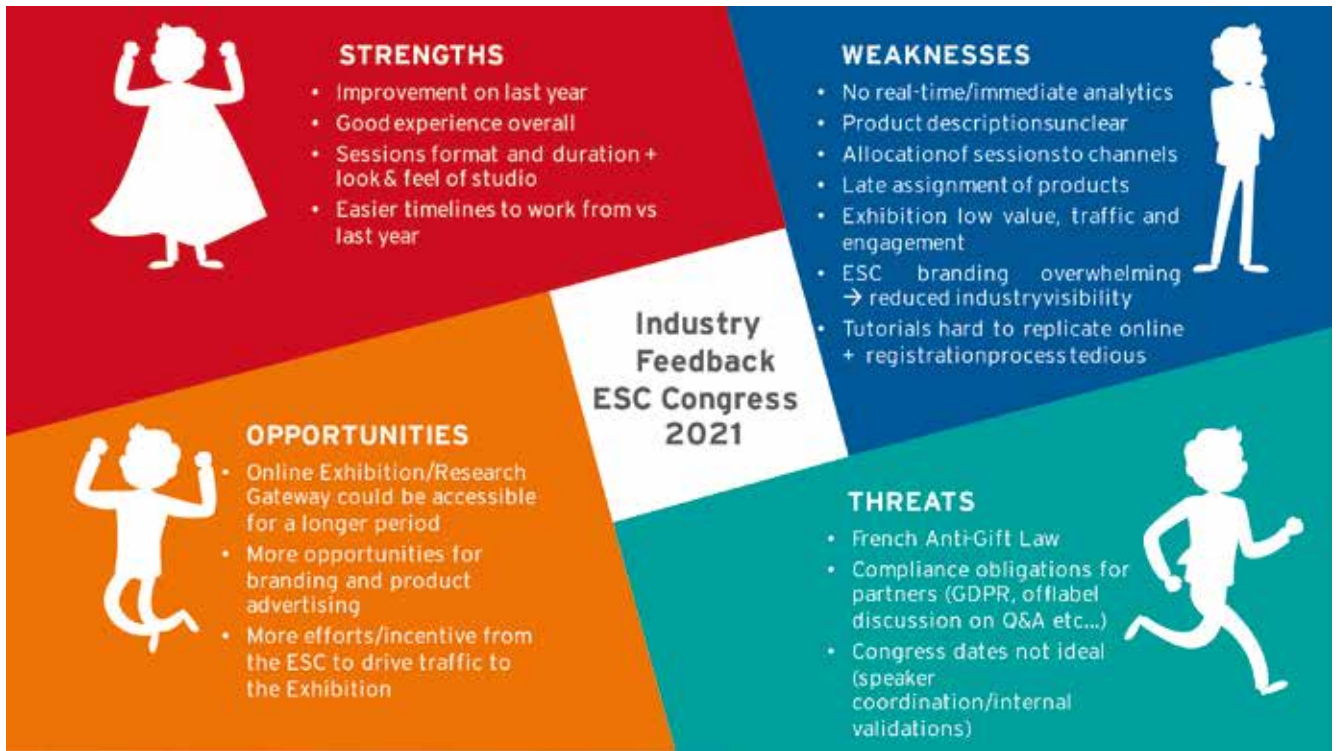 STRENGTHS
• Improvement on last year
• Good experience overall
• Sessions format and duration +
look & feel of studio
• Easier timelines to work from vs
last year
WEAKNESSES
• No real-time/immediate analytics
• Product descriptionsunclear
• Allocationof sessionsto channels
• Late assignment of products
• Exhibition low value, traffic and
engagement
• ESC branding overwhelming
→ reduced industryvisibility
• Tutorials hard to replicate online
+ registrationprocesstedious
Industry
Feedback
ESC Congress
2021
OPPORTUNITIES
• Online Exhibition/Research
Gateway could be accessible
for a longer period
• More opportunities for
branding and product
advertising
• More efforts/incentive from
the ESC to drive traffic to
the Exhibition
THREATS
• French Anti-Gift Law
• Compliance obligations for
partners (GDPR, offlabel
discussion on Q&A etc...)
• Congress dates not ideal
(speaker
coordination/internal
validations)